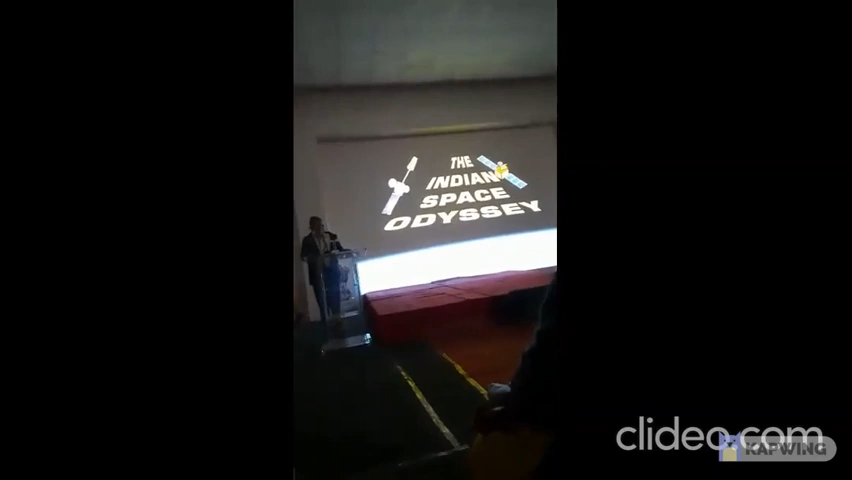 THE
INDIAN
SPACE
ODYSSEY
clideo.com
KAPWING